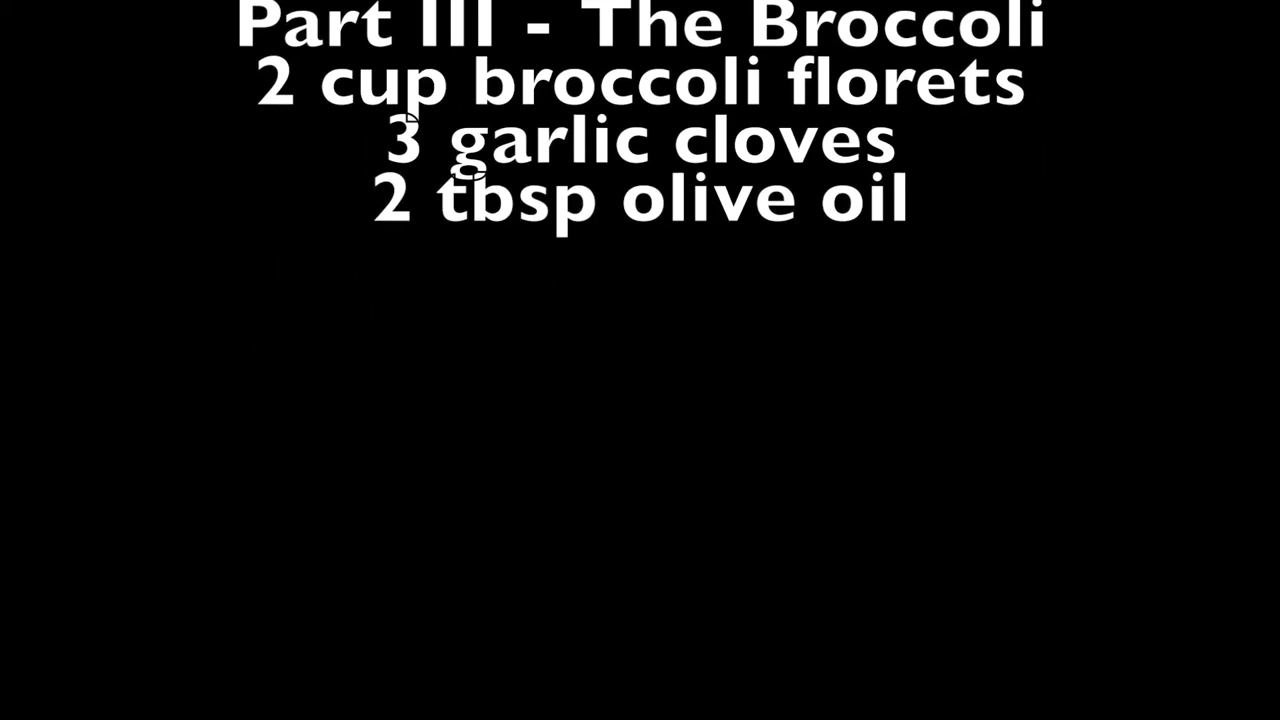 Part III - The Broccoli
2 cup broccoli florets
3 garlic cloves
2 tbsp olive oil